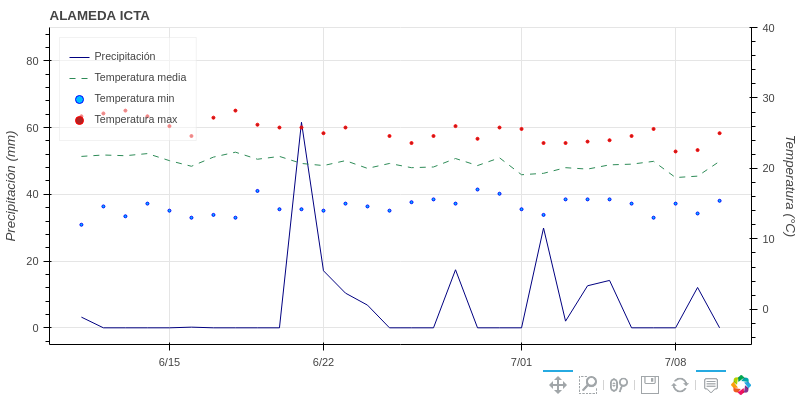 ALAMEDA ICTA
Precipitación
Temperatura media
Temperatura min
Temperatura max
Precipitación (mm)
80
60
40
20
0
Temperatura (°C)
40
30
20
10
0
6/15 6/22 7/01 7/08